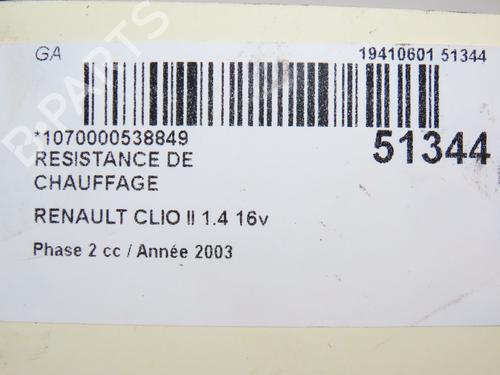 GA
19410601 51344
*1070000538849
51344
RESISTANCE DE
CHAUFFAGE
RENAULT CLIO II 1.4 16v
Phase 2 cc / Année 2003
B-PARTS